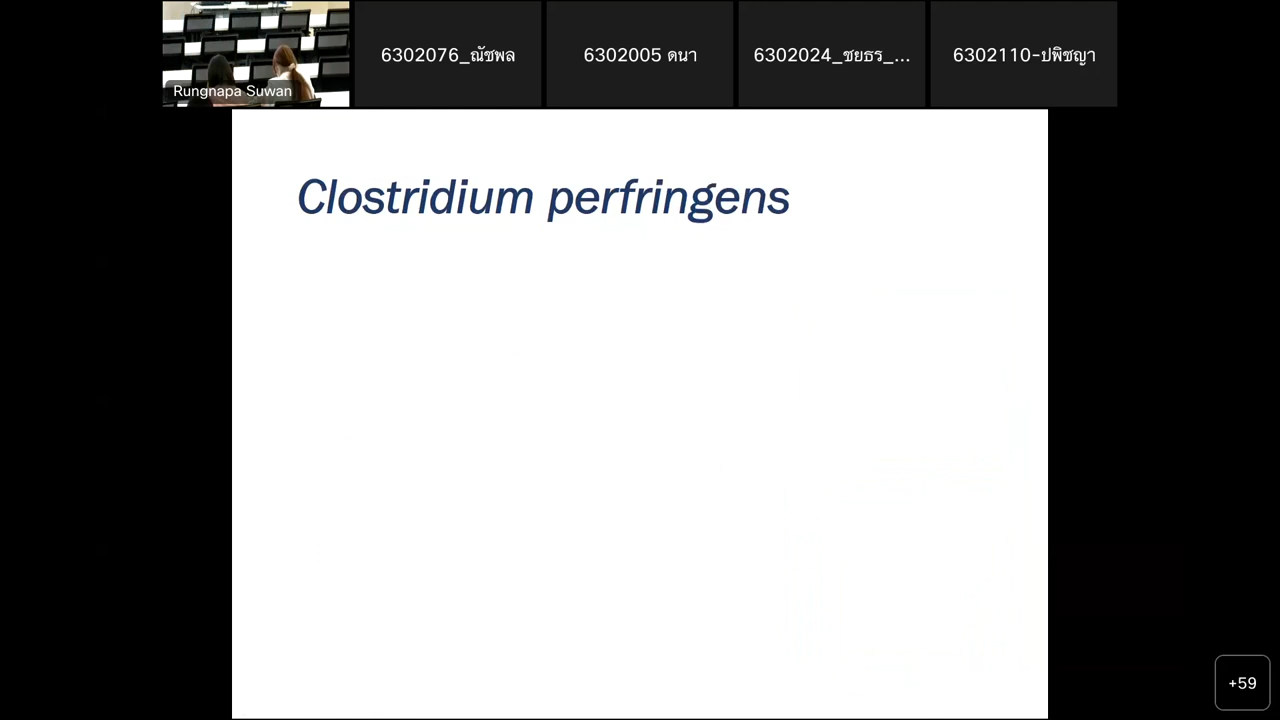 Rungnapa Suwan
6302076_ณัชพล
6302005 ดนา
6302024_ชยธร_...
6302110-ปพิชญา
Clostridium perfringens
+59